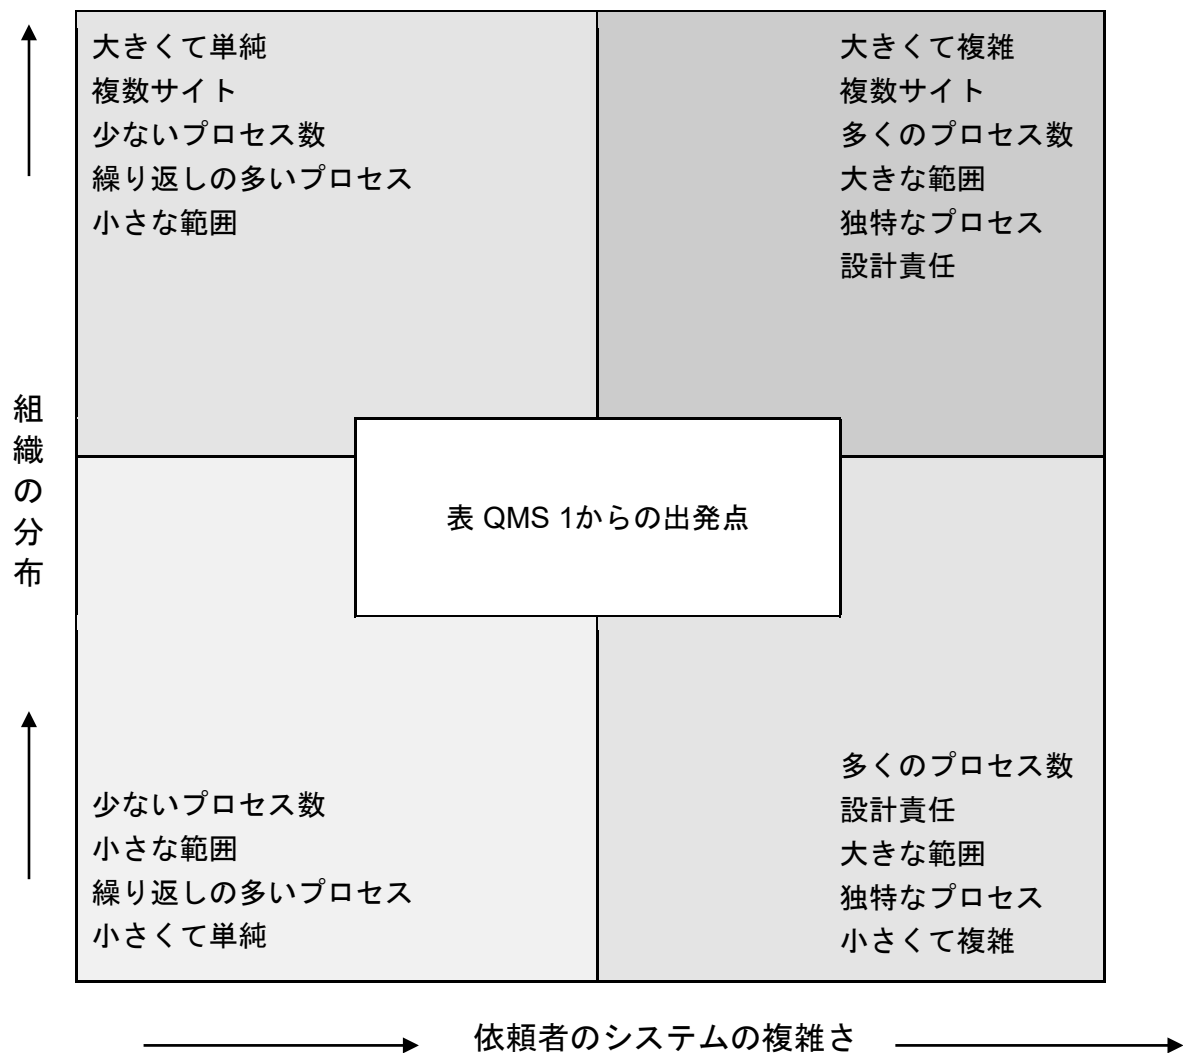 大きくて単純
複数サイト
少ないプロセス数
繰り返しの多いプロセス
小さな範囲
大きくて複雑
複数サイト
多くのプロセス数
大きな範囲
独特なプロセス
設計責任
組織の分布
表 QMS 1からの出発点
少ないプロセス数
小さな範囲
繰り返しの多いプロセス
小さくて単純
多くのプロセス数
設計責任
大きな範囲
独特なプロセス
小さくて複雑
依頼者のシステムの複雑さ